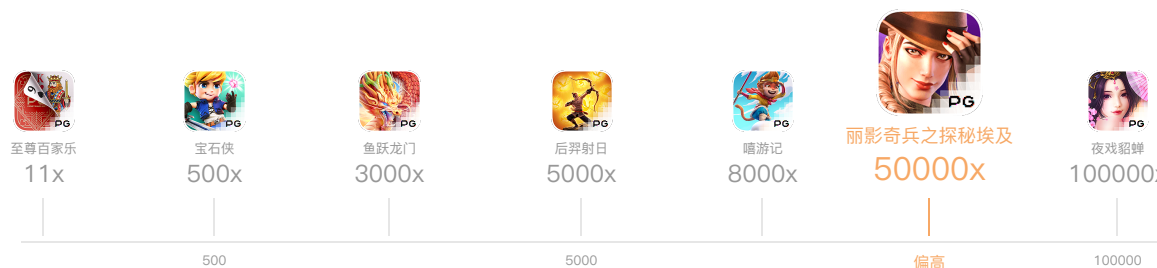 PG
PG
PG
PG
PG
PG
PG
至尊百家乐
11x
宝石侠
500x
鱼跃龙门
3000x
后羿射日
5000x
嘻游记
8000x
丽影奇兵之探秘埃及
50000x
夜戏貂蝉
100000x
500
5000
偏高
100000